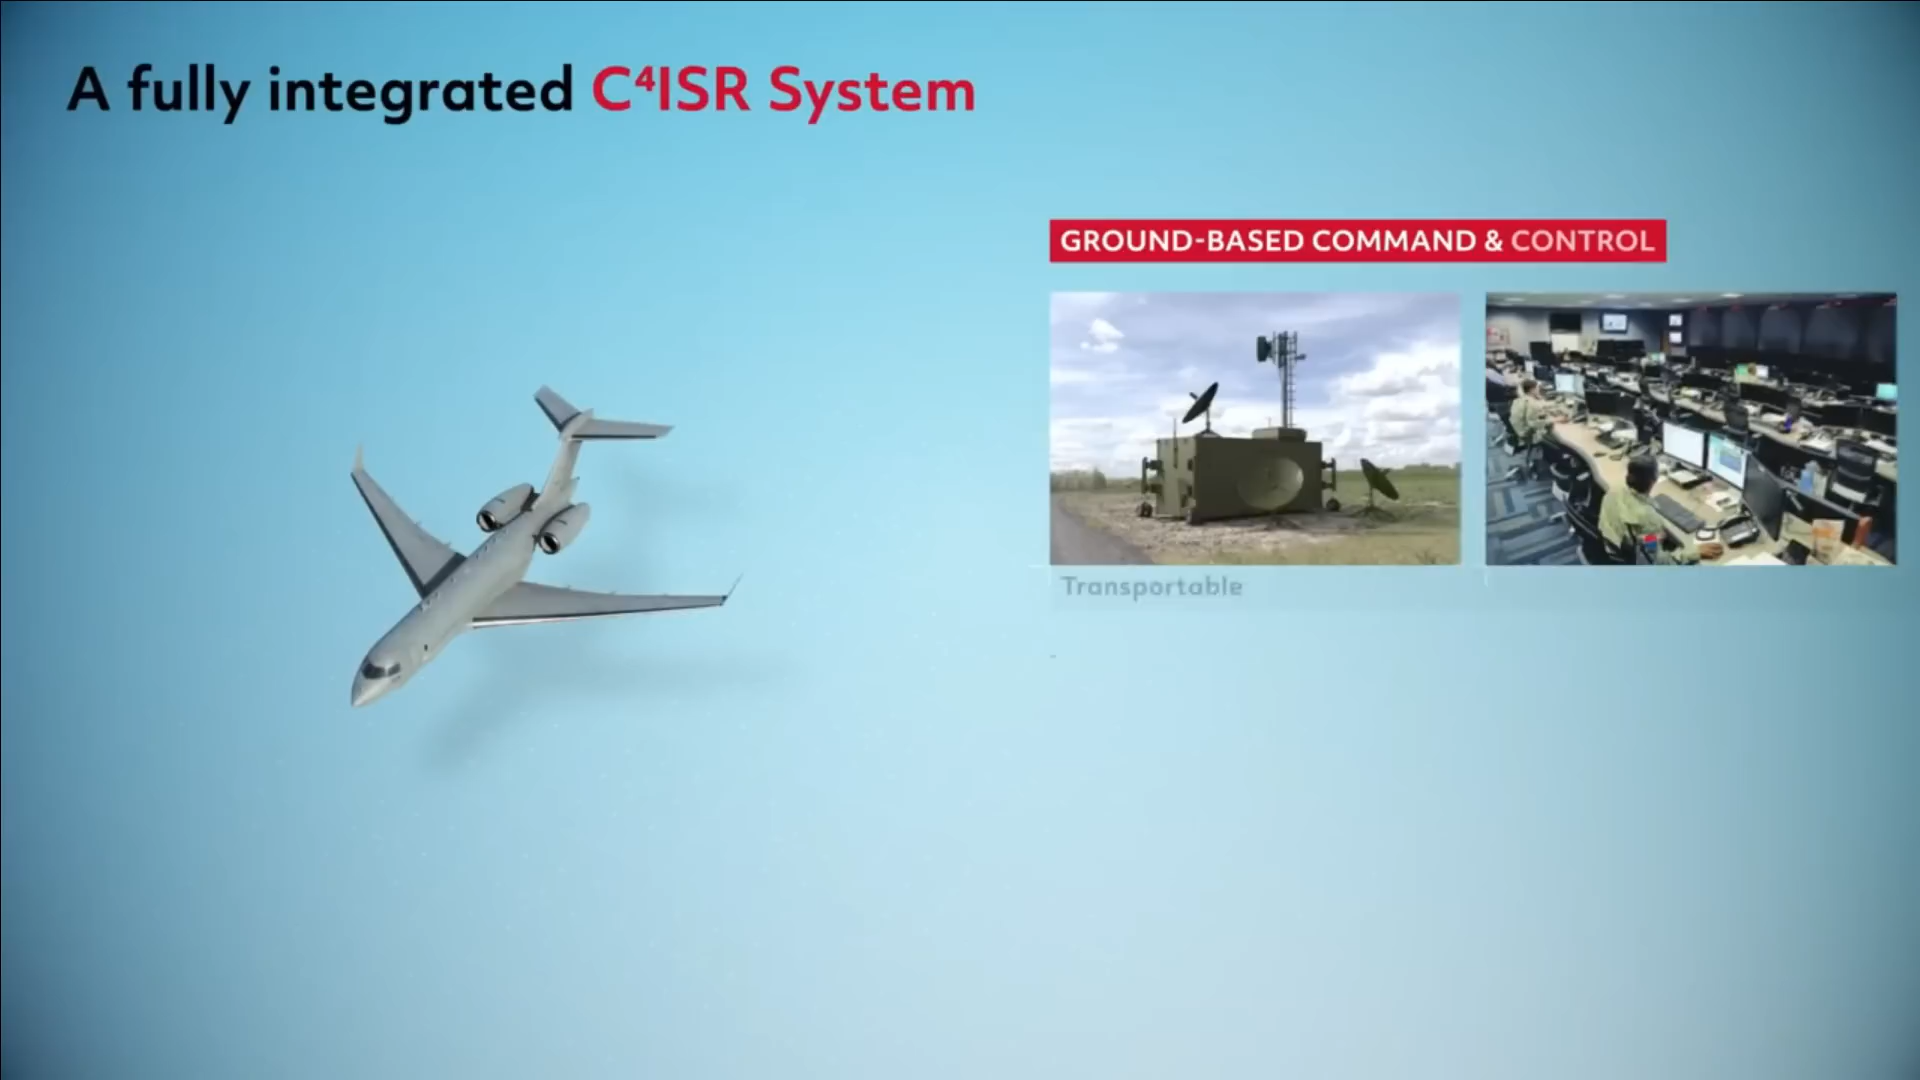 A fully integrated C⁴ISR System
GROUND-BASED COMMAND & CONTROL
Transportable